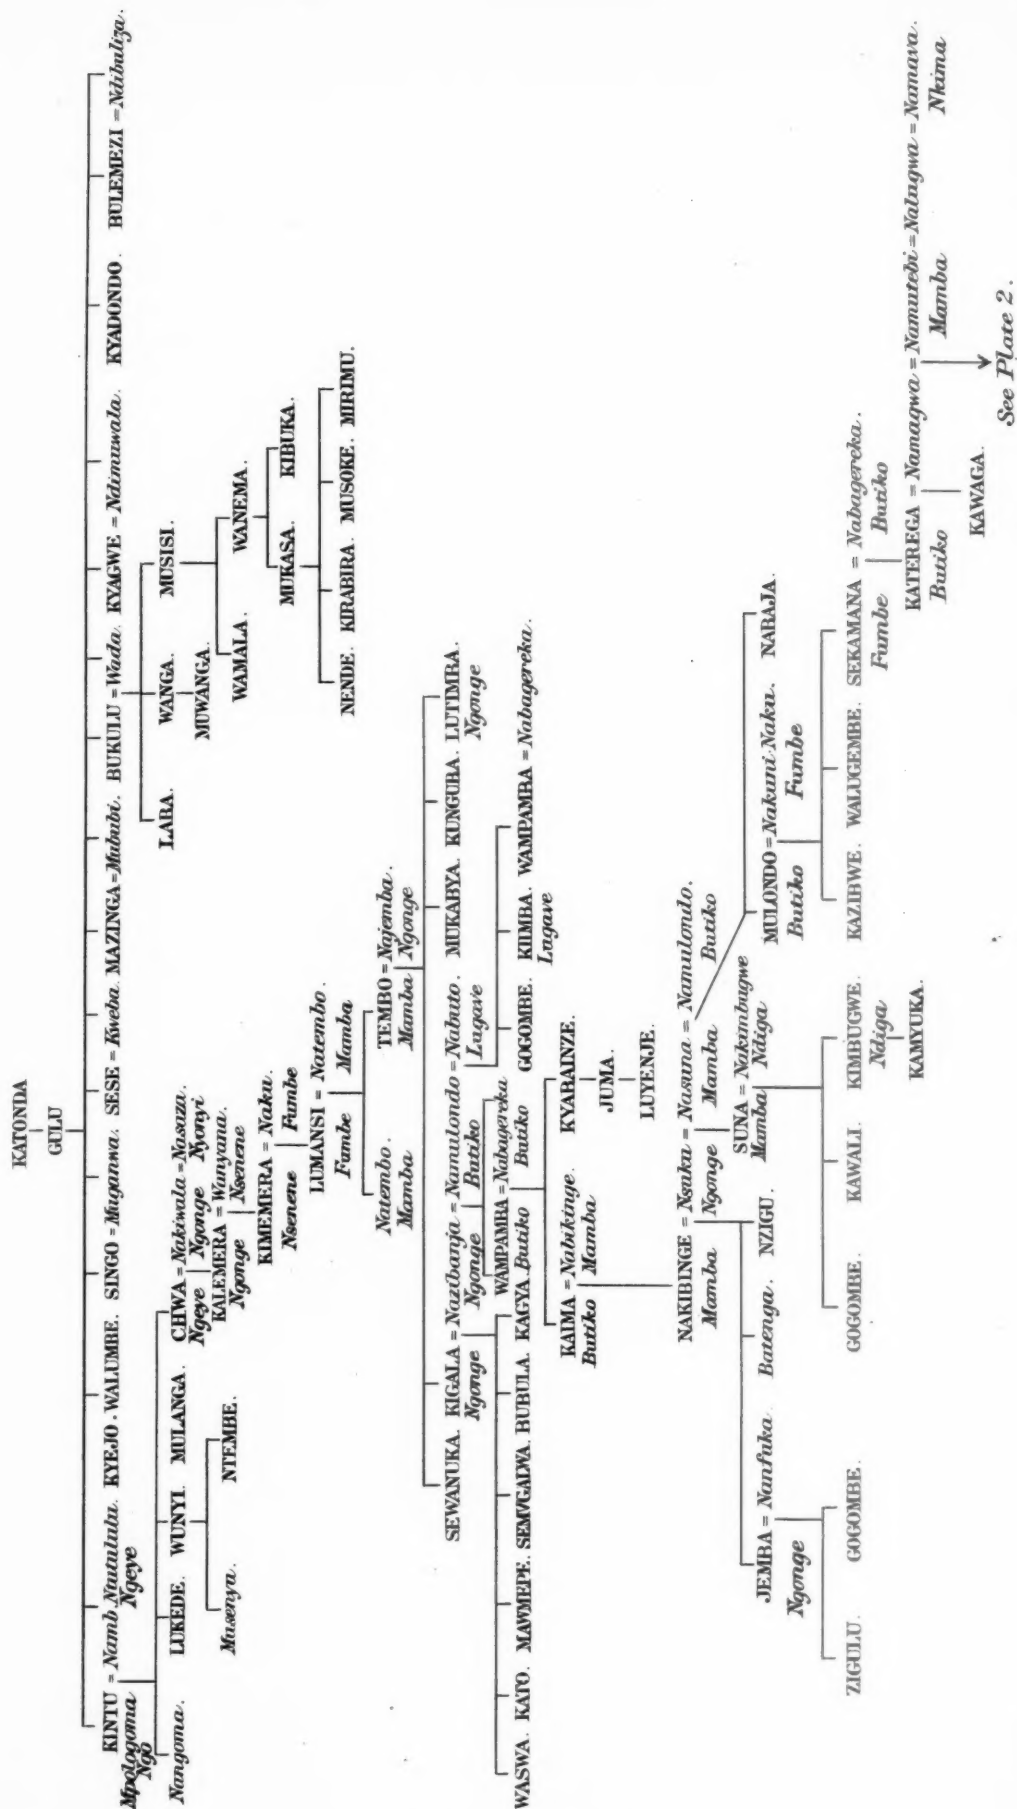 KATONDA
GULU
KINTU = Namb. Nantululu. KYEJO. WALUMBE. SINGO = Muganwa. SESE = Kweba. MAZINGA = Mububi. BUKULU = Wada. KYAGWE = Ndimuwala. KYADONDO. BULEMEZI = Ndibuliza.
Mpologoma Ngeye
Ngo
Nangoma. LUKEDE. WUNYI. MULANGA. CHWA = Nakiwala = Nasaza. LABA. WANGA. MUSISI.
Ngeye Ngonge Nyonyi
MUWANGA.
Musenya. NTEMBE. KALEMERA = Wanyana. WAMALA. WANEMA.
Ngonge Nsenene
KIMEMERA = Naku. MUKASA. KIBUKA.
Nsenene Fumbe
LUMANSI = Natembo. NENDE. KIRABIRA. MUSOKE. MIRIMU.
Fumbe Mamba
Natembo TEMBO = Najemba.
Mamba Mamba Ngonge
SEWANUKA. KIGALA = Nazibanja = Namulondo = Nabuto. MUKABYA. KUNGUBA. LUTIMBA.
Ngonge Ngonge Butiko Lugave Ngonge
WAMPAMBA = Nabagereka
Butiko Butiko
WASWA. KATO. MAWMEPE. SEMVGALWA. BUBULA. KAGYA. GOGOMBE. KIIMBA. WAMPAMBA = Nabagereka.
Lugave
KAIMA = Nabikinge KYABAINZE.
Butiko Mamba
JUMA.
LUYENJE.
NAKIBINGE = Nsuku = Nasuna = Namulondo.
Mamba Ngonge Mamba Butiko
JEMBA = Nanfuka Batenga. NZIGU. SUNA = Nakimbugwe MULONDO = Nakuni Naku. NABAJA.
Ngonge Mamba Ndiga Butiko Fumbe
ZIGULU. GOGOMBE. GOGOMBE. KAWALI. KIMBUGWE. KAZIBWE. WALUGEMBE. SEKAMANA = Nabagereka.
Ndiga Fumbe Butiko
KAMYUKA. KATEREGA = Namagwa = Namutebi = Nalugwa = Namava.
Butiko Mamba Nkima
KAWAGA.
See Plate 2.